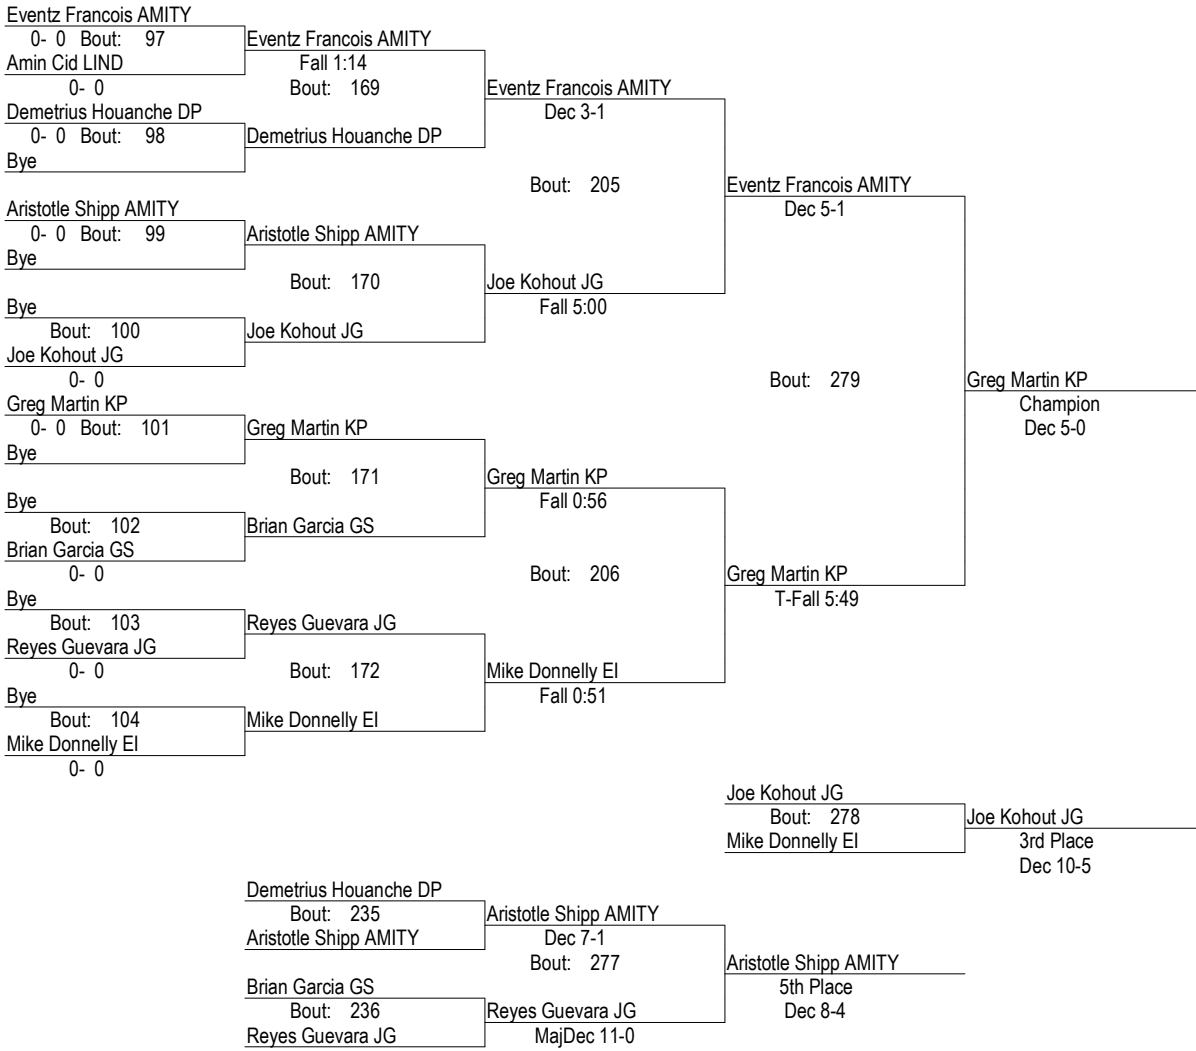 Eventz Francois AMITY
0- 0 Bout: 97
Amin Cid LIND
0- 0
Demetrius Houanche DP
0- 0 Bout: 98
Bye
Aristotle Shipp AMITY
0- 0 Bout: 99
Bye
Bye
Bout: 100
Joe Kohout JG
0- 0
Greg Martin KP
0- 0 Bout: 101
Bye
Bye
Bout: 102
Brian Garcia GS
0- 0
Bye
Bout: 103
Reyes Guevara JG
0- 0
Bye
Bout: 104
Mike Donnelly EI
0- 0
Eventz Francois AMITY
Fall 1:14
Bout: 169
Demetrius Houanche DP
Aristotle Shipp AMITY
Bout: 170
Joe Kohout JG
Greg Martin KP
Bout: 171
Brian Garcia GS
Reyes Guevara JG
Bout: 172
Mike Donnelly EI
Eventz Francois AMITY
Dec 3-1
Bout: 205
Joe Kohout JG
Fall 5:00
Greg Martin KP
Fall 0:56
Bout: 206
Mike Donnelly EI
Fall 0:51
Eventz Francois AMITY
Dec 5-1
Bout: 279
Greg Martin KP
T-Fall 5:49
Greg Martin KP
Champion
Dec 5-0
Joe Kohout JG
Bout: 278
Mike Donnelly EI
Joe Kohout JG
3rd Place
Dec 10-5
Demetrius Houanche DP
Bout: 235
Aristotle Shipp AMITY
Brian Garcia GS
Bout: 236
Reyes Guevara JG
Aristotle Shipp AMITY
Dec 7-1
Bout: 277
Reyes Guevara JG
MajDec 11-0
Aristotle Shipp AMITY
5th Place
Dec 8-4